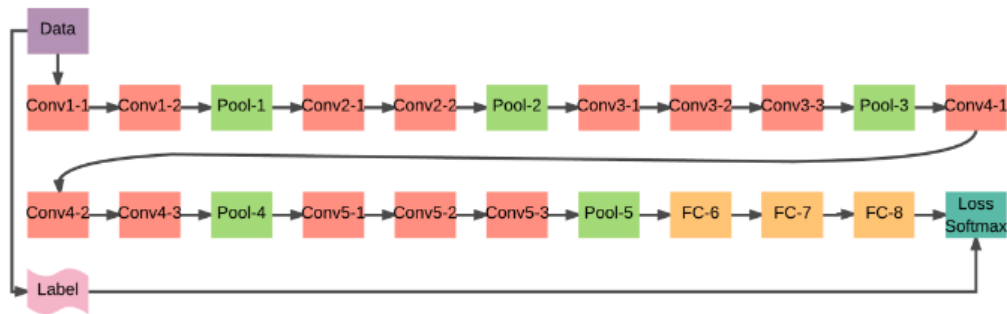 Data
Conv1-1 Conv1-2 Pool-1 Conv2-1 Conv2-2 Pool-2 Conv3-1 Conv3-2 Conv3-3 Pool-3 Conv4-1
Conv4-2 Conv4-3 Pool-4 Conv5-1 Conv5-2 Conv5-3 Pool-5 FC-6 FC-7 FC-8 Loss
Softmax
Label